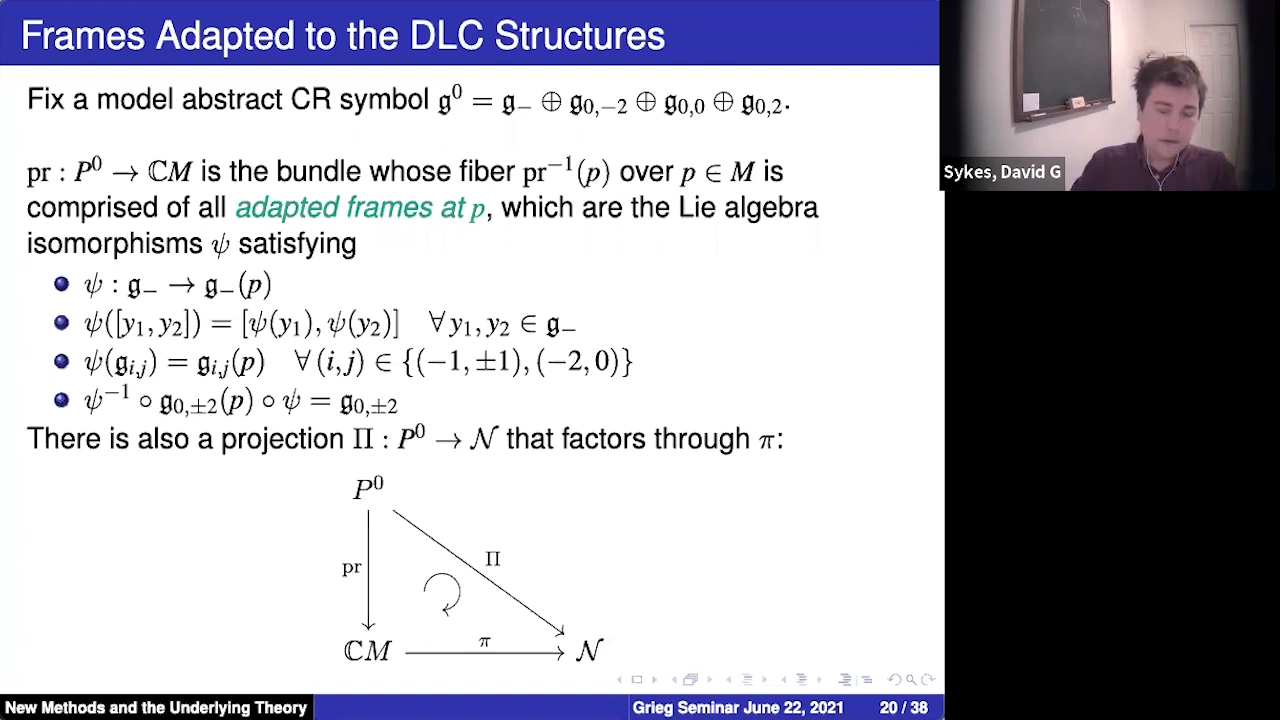 Frames Adapted to the DLC Structures
Fix a model abstract CR symbol 𝔤⁰ = 𝔤₋ ⊕ 𝔤₀,₋₂ ⊕ 𝔤₀,₀ ⊕ 𝔤₀,₂.
pr : P⁰ → ℂM is the bundle whose fiber pr⁻¹(p) over p ∈ M is
comprised of all adapted frames at p, which are the Lie algebra
isomorphisms ψ satisfying
ψ : 𝔤₋ → 𝔤₋(p)
ψ([y₁, y₂]) = [ψ(y₁), ψ(y₂)] ∀ y₁, y₂ ∈ 𝔤₋
ψ(𝔤ᵢ,ⱼ) = 𝔤ᵢ,ⱼ(p) ∀ (i, j) ∈ {(−1, ±1), (−2, 0)}
ψ⁻¹ ∘ 𝔤₀,±₂(p) ∘ ψ = 𝔤₀,±₂
There is also a projection Π : P⁰ → 𝒩 that factors through π:
P⁰
Π
pr
π
ℂM
𝒩
New Methods and the Underlying Theory
Grieg Seminar June 22, 2021
20 / 38
Sykes, David G